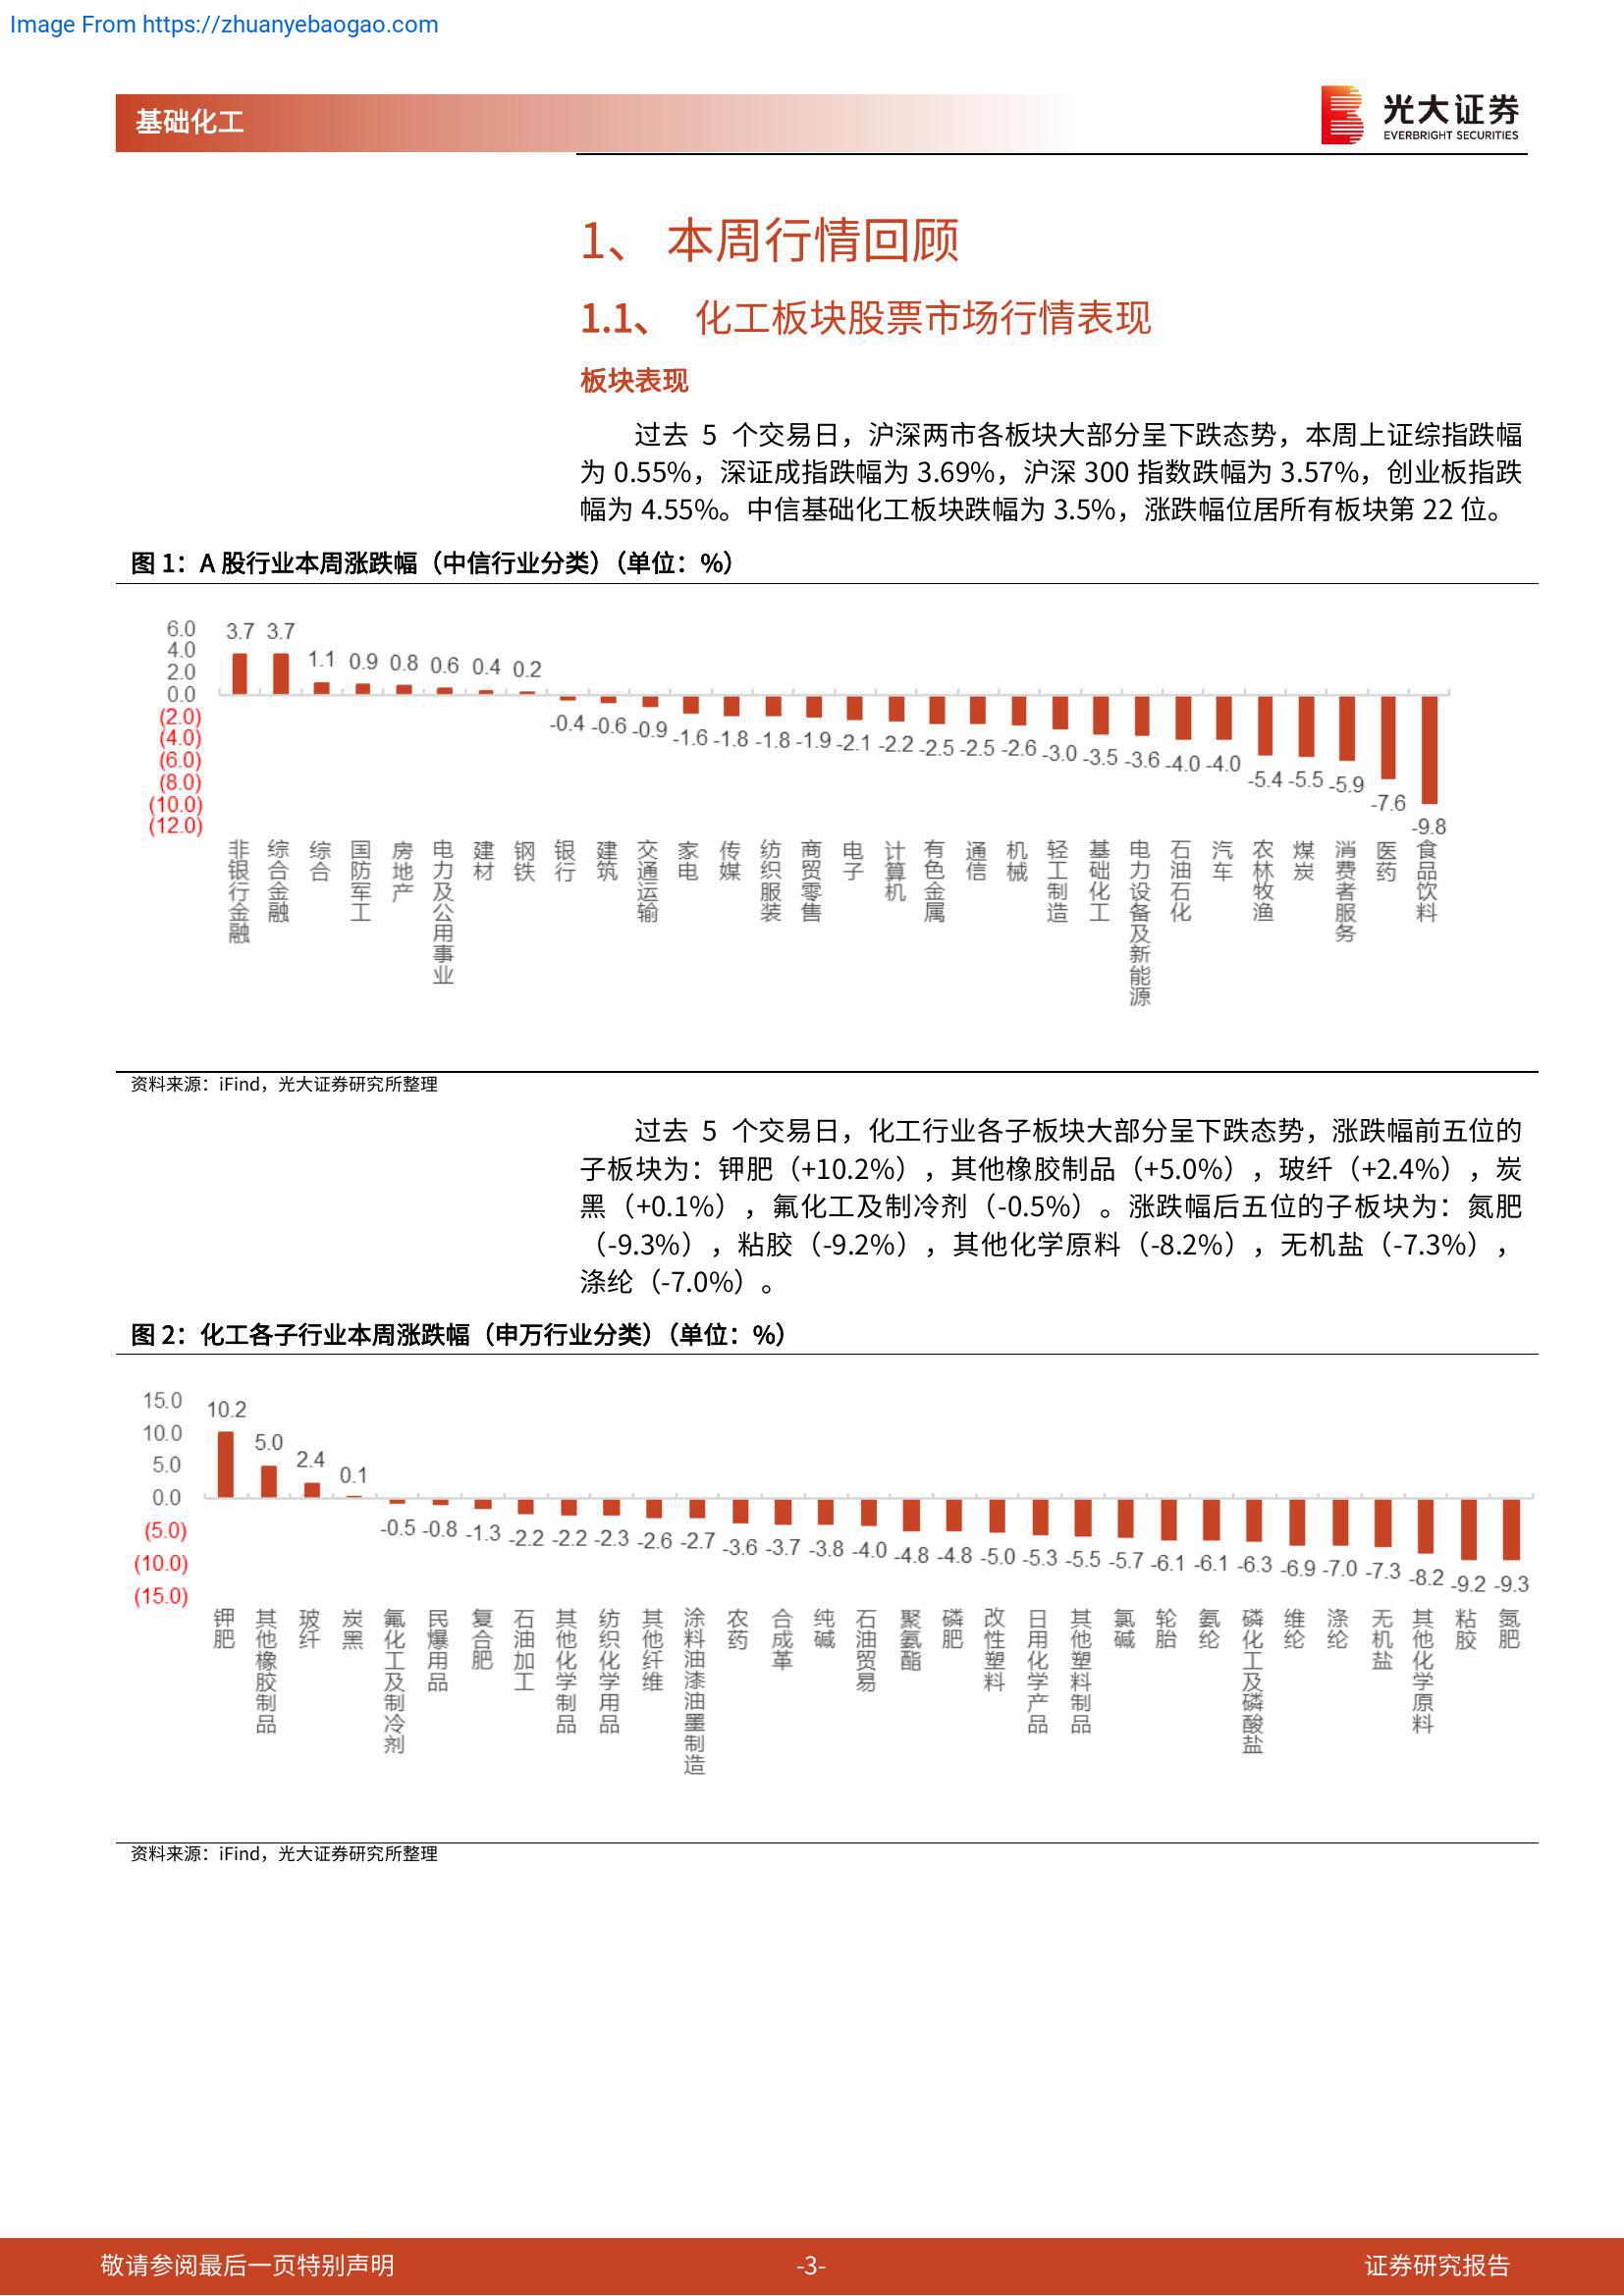 Image From https://zhuanyebaogao.com
基础化工
光大证券
EVERBRIGHT SECURITIES
1、 本周行情回顾
1.1、 化工板块股票市场行情表现
板块表现
过去 5 个交易日，沪深两市各板块大部分呈下跌态势，本周上证综指跌幅
为 0.55%，深证成指跌幅为 3.69%，沪深 300 指数跌幅为 3.57%，创业板指跌
幅为 4.55%。中信基础化工板块跌幅为 3.5%，涨跌幅位居所有板块第 22 位。
图 1：A 股行业本周涨跌幅（中信行业分类）（单位：%）
6.0
4.0
2.0
0.0
(2.0)
(4.0)
(6.0)
(8.0)
(10.0)
(12.0)
3.7 3.7 1.1 0.9 0.8 0.6 0.4 0.2 -0.4 -0.6 -0.9 -1.6 -1.8 -1.8 -1.9 -2.1 -2.2 -2.5 -2.5 -2.6 -3.0 -3.5 -3.6 -4.0 -4.0 -5.4 -5.5 -5.9 -7.6 -9.8
非银行金融
综合金融
综合
国防军工
房地产
电力及公用事业
建材
钢铁
银行
建筑
交通运输
家电
传媒
纺织服装
商贸零售
电子
计算机
有色金属
通信
机械
轻工制造
基础化工
电力设备及新能源
石油石化
汽车
农林牧渔
煤炭
消费者服务
医药
食品饮料
资料来源：iFind，光大证券研究所整理
过去 5 个交易日，化工行业各子板块大部分呈下跌态势，涨跌幅前五位的
子板块为：钾肥（+10.2%），其他橡胶制品（+5.0%），玻纤（+2.4%），炭
黑（+0.1%），氟化工及制冷剂（-0.5%）。涨跌幅后五位的子板块为：氮肥
（-9.3%），粘胶（-9.2%），其他化学原料（-8.2%），无机盐（-7.3%），
涤纶（-7.0%）。
图 2：化工各子行业本周涨跌幅（申万行业分类）（单位：%）
15.0
10.0
5.0
0.0
(5.0)
(10.0)
(15.0)
10.2 5.0 2.4 0.1 -0.5 -0.8 -1.3 -2.2 -2.2 -2.3 -2.6 -2.7 -3.6 -3.7 -3.8 -4.0 -4.8 -4.8 -5.0 -5.3 -5.5 -5.7 -6.1 -6.1 -6.3 -6.9 -7.0 -7.3 -8.2 -9.2 -9.3
钾肥
其他橡胶制品
玻纤
炭黑
氟化工及制冷剂
民爆用品
复合肥
石油加工
其他化学制品
纺织化学用品
其他纤维
涂料油漆油墨制造
农药
合成革
纯碱
石油贸易
聚氨酯
磷肥
改性塑料
日用化学产品
其他塑料制品
氯碱
轮胎
氨纶
磷化工及磷酸盐
维纶
涤纶
无机盐
其他化学原料
粘胶
氮肥
资料来源：iFind，光大证券研究所整理
敬请参阅最后一页特别声明
-3-
证券研究报告